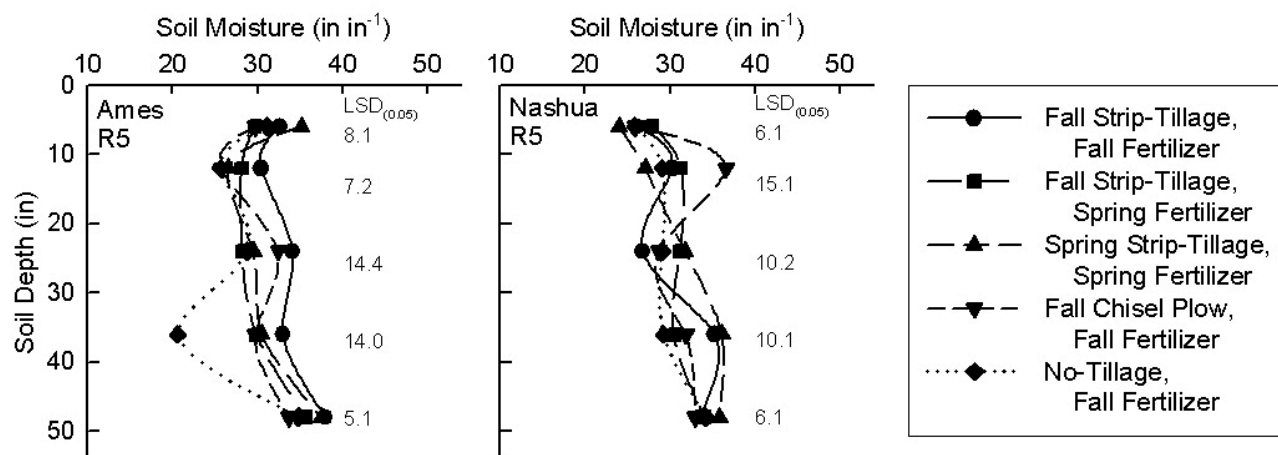 Soil Moisture (in in⁻¹)
10 20 30 40 50
Soil Depth (in)
0
10
20
30
40
50
Ames
R5
LSD(0.05)
8.1
7.2
14.4
14.0
5.1
Soil Moisture (in in⁻¹)
10 20 30 40 50
Nashua
R5
LSD(0.05)
6.1
15.1
10.2
10.1
6.1
Fall Strip-Tillage,
Fall Fertilizer
Fall Strip-Tillage,
Spring Fertilizer
Spring Strip-Tillage,
Spring Fertilizer
Fall Chisel Plow,
Fall Fertilizer
No-Tillage,
Fall Fertilizer